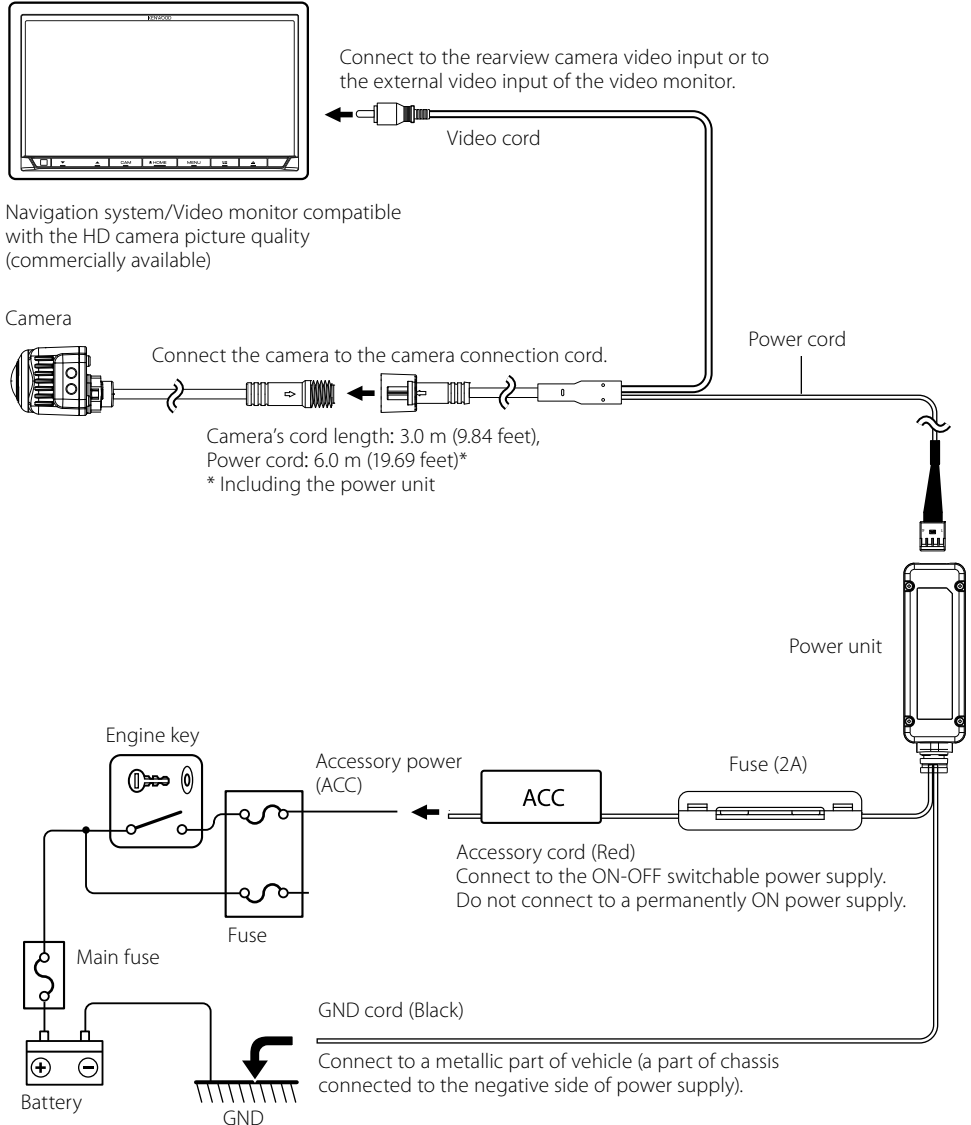 KENWOOD
Connect to the rearview camera video input or to
the external video input of the video monitor.
Video cord
CAM
HOME
MENU
Navigation system/Video monitor compatible
with the HD camera picture quality
(commercially available)
Camera
Connect the camera to the camera connection cord.
Power cord
Camera's cord length: 3.0 m (9.84 feet),
Power cord: 6.0 m (19.69 feet)*
* Including the power unit
Power unit
Engine key
Accessory power
(ACC)
ACC
Fuse (2A)
Accessory cord (Red)
Connect to the ON-OFF switchable power supply.
Do not connect to a permanently ON power supply.
Fuse
Main fuse
GND cord (Black)
Connect to a metallic part of vehicle (a part of chassis
connected to the negative side of power supply).
Battery
GND